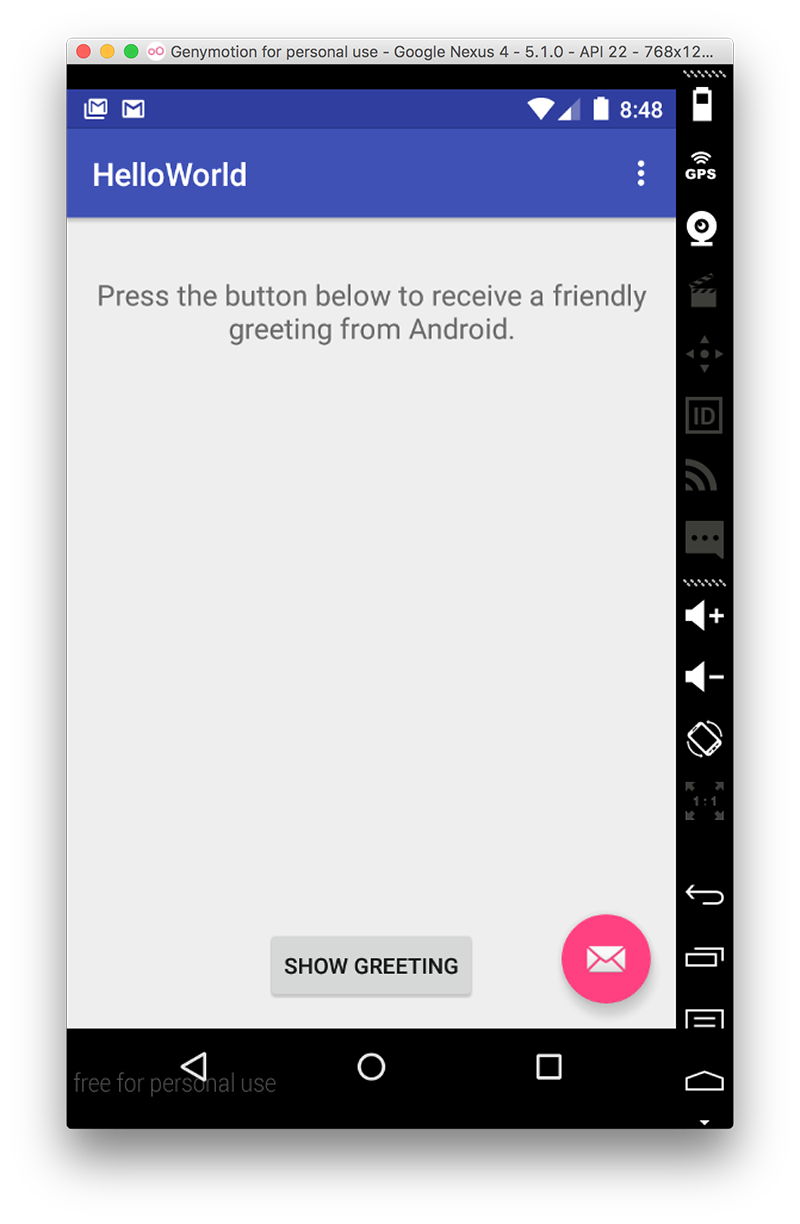 Genymotion for personal use - Google Nexus 4 - 5.1.0 - API 22 - 768x12...
8:48
HelloWorld
GPS
Press the button below to receive a friendly
greeting from Android.
ID
1:1
SHOW GREETING
free for personal use